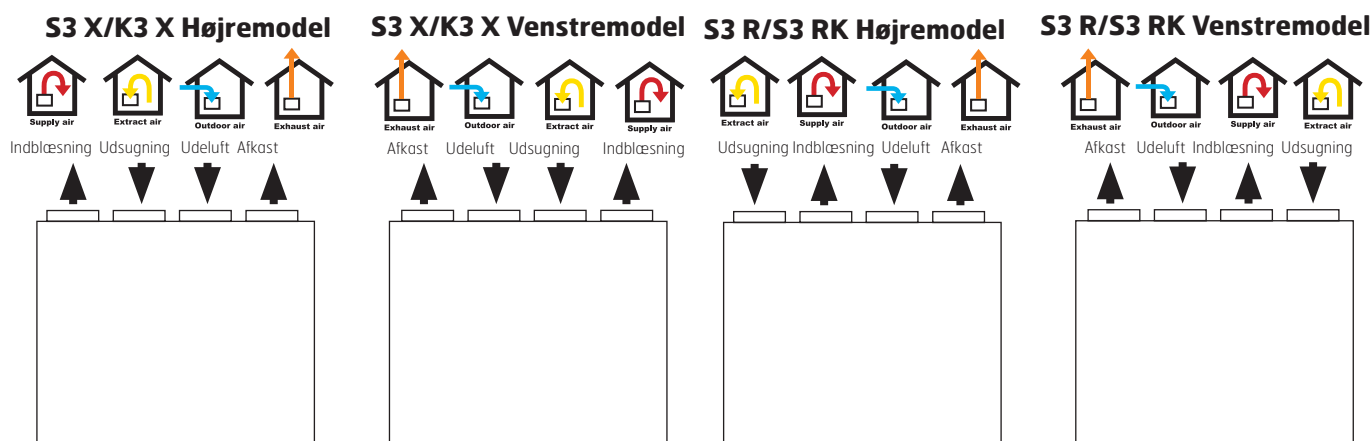 S3 X/K3 X Højremodel
Supply air
Extract air
Outdoor air
Exhaust air
Indblæsning Udsugning Udeluft Afkast
S3 X/K3 X Venstremodel
Exhaust air
Outdoor air
Extract air
Supply air
Afkast Udeluft Udsugning Indblæsning
S3 R/S3 RK Højremodel
Extract air
Supply air
Outdoor air
Exhaust air
Udsugning Indblæsning Udeluft Afkast
S3 R/S3 RK Venstremodel
Exhaust air
Outdoor air
Supply air
Extract air
Afkast Udeluft Indblæsning Udsugning